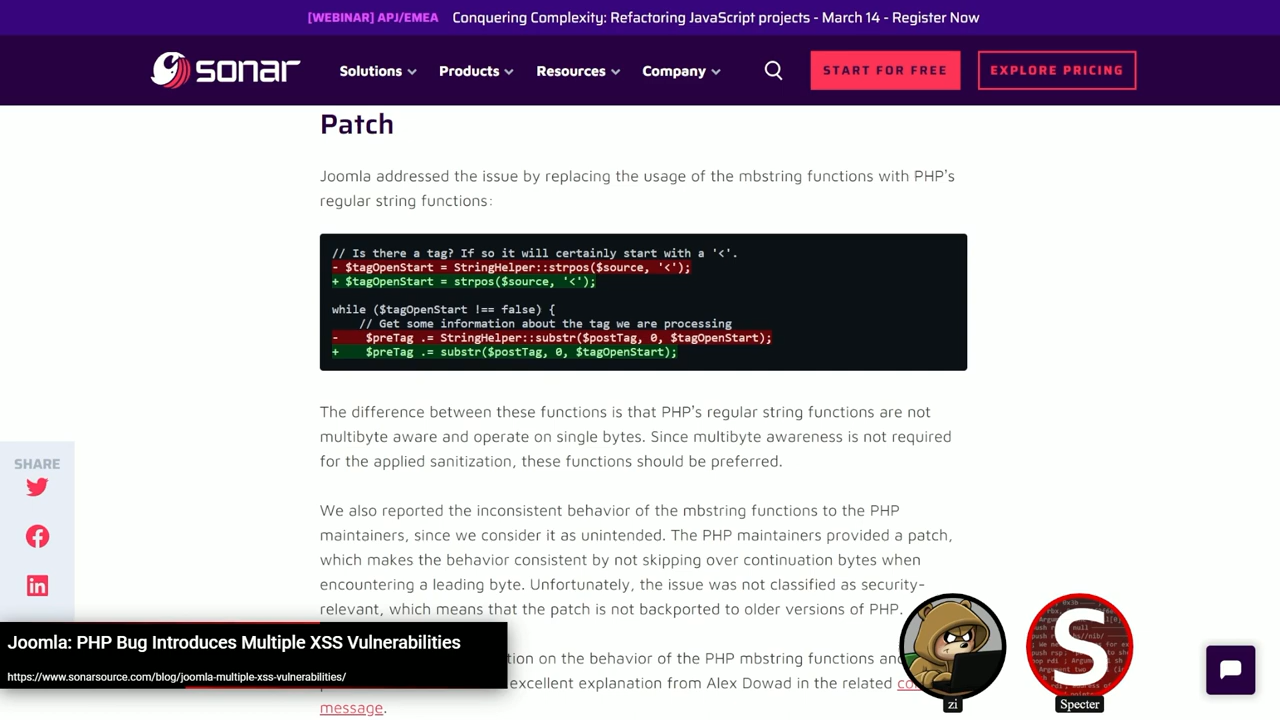 [WEBINAR] APJ/EMEA Conquering Complexity: Refactoring JavaScript projects - March 14 - Register Now
sonar Solutions Products Resources Company START FOR FREE EXPLORE PRICING
Patch
Joomla addressed the issue by replacing the usage of the mbstring functions with PHP's
regular string functions:
// Is there a tag? If so it will certainly start with a '<'.
- $tagOpenStart = StringHelper::strpos($source, '<');
+ $tagOpenStart = strpos($source, '<');
while ($tagOpenStart !== false) {
// Get some information about the tag we are processing
- $preTag .= StringHelper::substr($postTag, 0, $tagOpenStart);
+ $preTag .= substr($postTag, 0, $tagOpenStart);
The difference between these functions is that PHP's regular string functions are not
multibyte aware and operate on single bytes. Since multibyte awareness is not required
for the applied sanitization, these functions should be preferred.
SHARE
We also reported the inconsistent behavior of the mbstring functions to the PHP
maintainers, since we consider it as unintended. The PHP maintainers provided a patch,
which makes the behavior consistent by not skipping over continuation bytes when
encountering a leading byte. Unfortunately, the issue was not classified as security-
relevant, which means that the patch is not backported to older versions of PHP.
Joomla: PHP Bug Introduces Multiple XSS Vulnerabilities
https://www.sonarsource.com/blog/joomla-multiple-xss-vulnerabilities/
on the behavior of the PHP mbstring functions
excellent explanation from Alex Dowad in the related
message.
zi
S
Specter